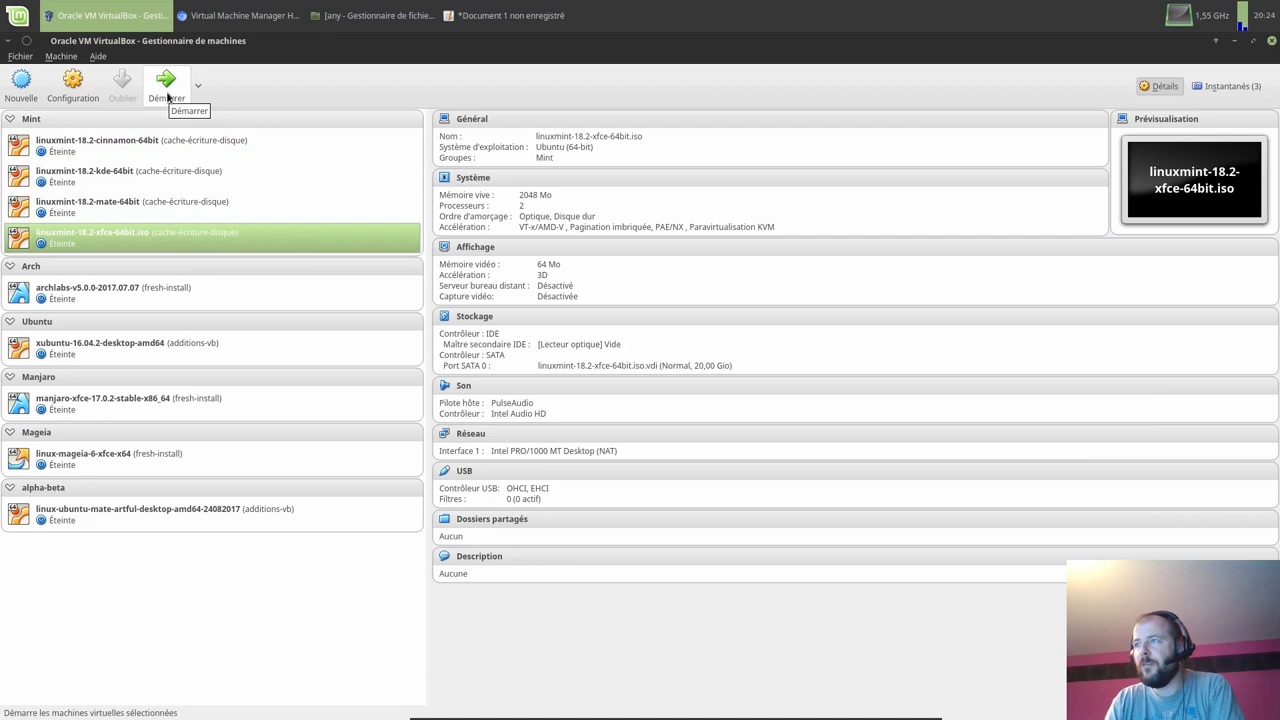 Oracle VM VirtualBox - Gesti...
Virtual Machine Manager H...
[any - Gestionnaire de fichie...
*Document 1 non enregistré
1,55 GHz
20:24
Oracle VM VirtualBox - Gestionnaire de machines
Fichier Machine Aide
Nouvelle
Configuration
Oublier
Démarrer
Démarrer
Détails
Instantanés (3)
Mint
linuxmint-18.2-cinnamon-64bit (cache-écriture-disque)
Éteinte
linuxmint-18.2-kde-64bit (cache-écriture-disque)
Éteinte
linuxmint-18.2-mate-64bit (cache-écriture-disque)
Éteinte
linuxmint-18.2-xfce-64bit.iso (cache-écriture-disque)
Éteinte
Arch
archlabs-v5.0.0-2017.07.07 (fresh-install)
Éteinte
Ubuntu
xubuntu-16.04.2-desktop-amd64 (additions-vb)
Éteinte
Manjaro
manjaro-xfce-17.0.2-stable-x86_64 (fresh-install)
Éteinte
Mageia
linux-mageia-6-xfce-x64 (fresh-install)
Éteinte
alpha-beta
linux-ubuntu-mate-artful-desktop-amd64-24082017 (additions-vb)
Éteinte
Général
Nom : linuxmint-18.2-xfce-64bit.iso
Système d'exploitation : Ubuntu (64-bit)
Groupes : Mint
Système
Mémoire vive : 2048 Mo
Processeurs : 2
Ordre d'amorçage : Optique, Disque dur
Accélération : VT-x/AMD-V , Pagination imbriquée, PAE/NX , Paravirtualisation KVM
Affichage
Mémoire vidéo : 64 Mo
Accélération : 3D
Serveur bureau distant : Désactivé
Capture vidéo: Désactivée
Stockage
Contrôleur : IDE
Maître secondaire IDE : [Lecteur optique] Vide
Contrôleur : SATA
Port SATA 0 : linuxmint-18.2-xfce-64bit.iso.vdi (Normal, 20,00 Gio)
Son
Pilote hôte : PulseAudio
Contrôleur : Intel Audio HD
Réseau
Interface 1 : Intel PRO/1000 MT Desktop (NAT)
USB
Contrôleur USB: OHCI, EHCI
Filtres : 0 (0 actif)
Dossiers partagés
Aucun
Description
Aucune
Prévisualisation
linuxmint-18.2-
xfce-64bit.iso
Démarre les machines virtuelles sélectionnées